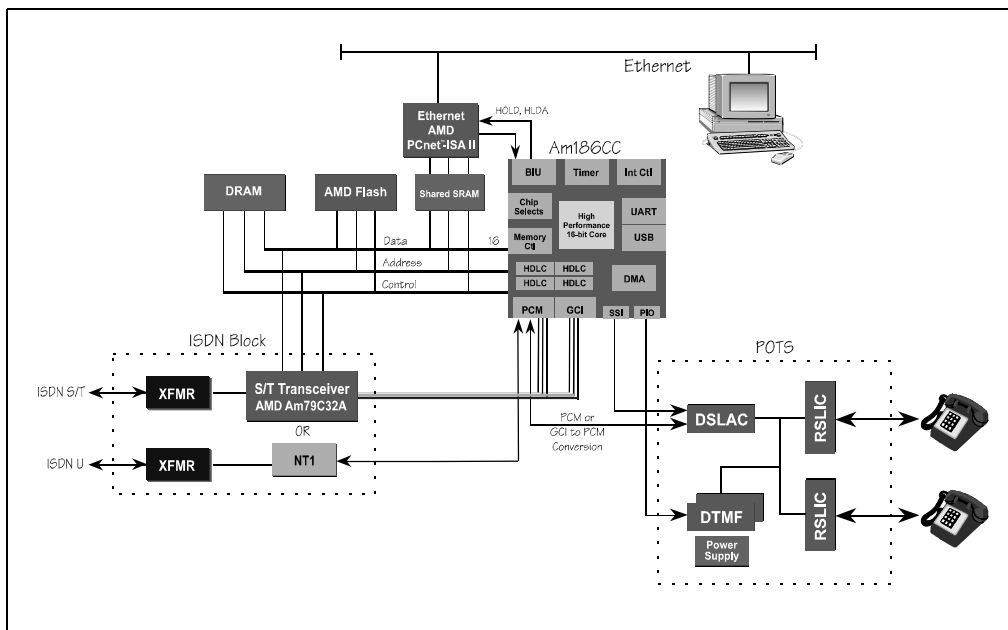 Ethernet
HOLD, HLDA
Ethernet
AMD
PCnet™-ISA II
Am186CC
BIU
Timer
Int Ctl
DRAM
AMD Flash
Shared SRAM
Chip
Selects
High
Performance
16-bit Core
UART
USB
Data
16
Memory
Ctl
Address
HDLC
HDLC
DMA
Control
HDLC
HDLC
PCM
GCI
SSI
PIO
ISDN Block
POTS
ISDN S/T
XFMR
S/T Transceiver
AMD Am79C32A
OR
ISDN U
XFMR
NT1
PCM or
GCI to PCM
Conversion
DSLAC
RSLIC
DTMF
RSLIC
Power
Supply